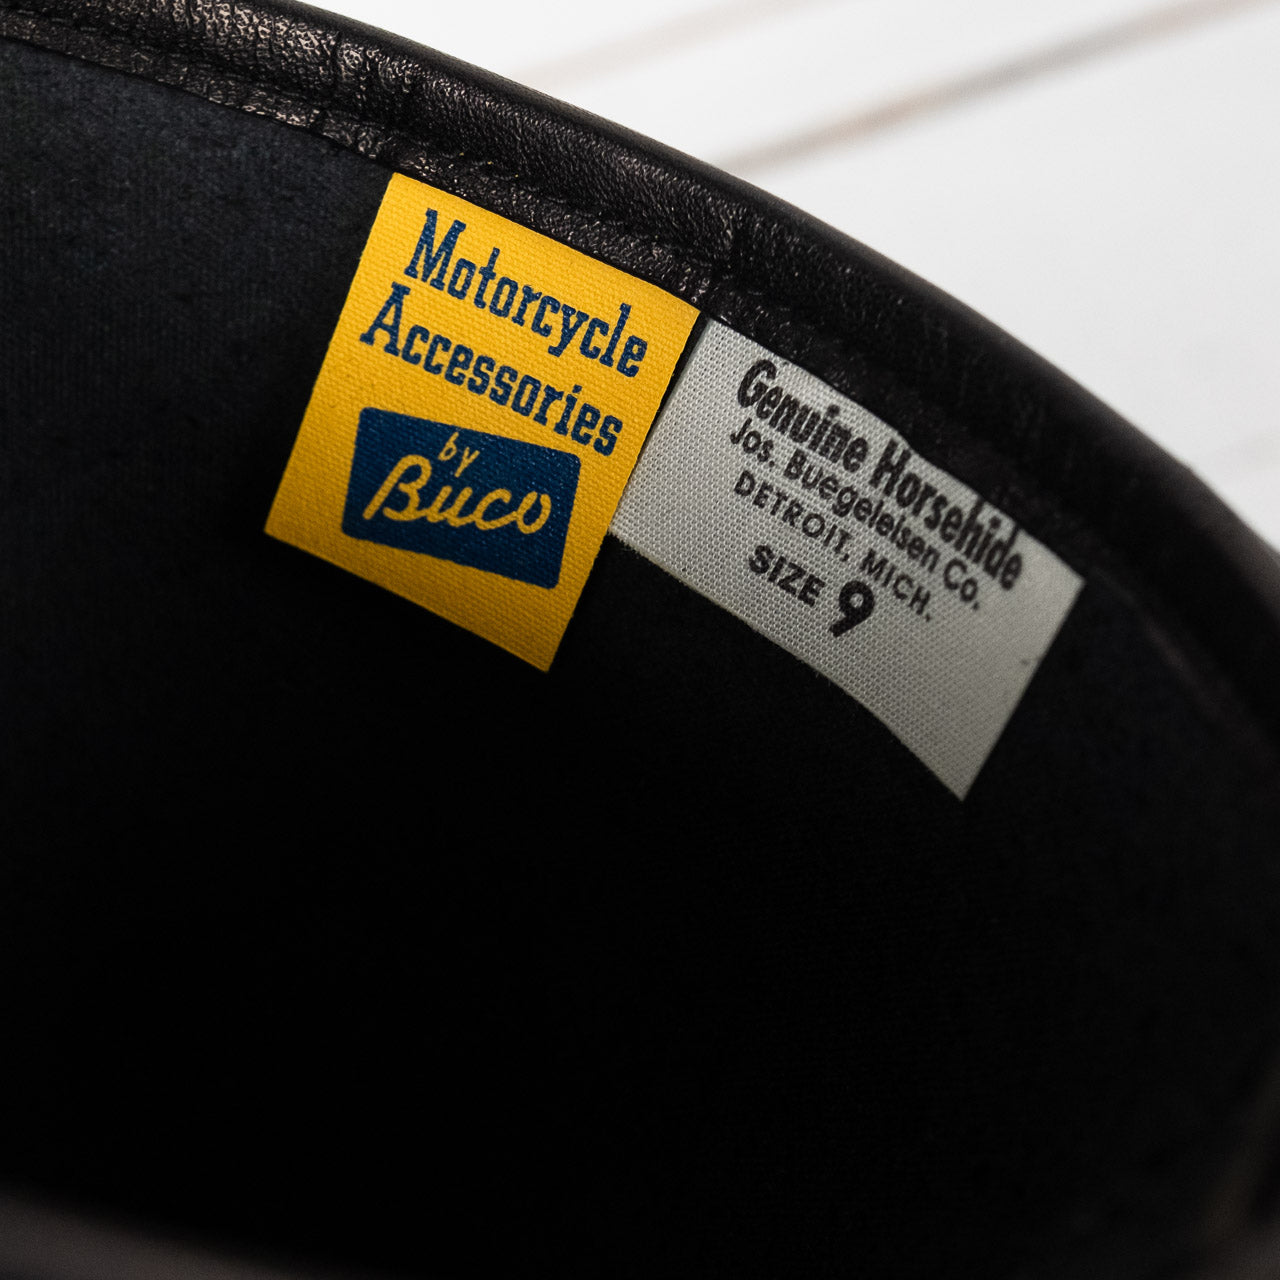 Motorcycle
Accessories
by
Buco
Genuine Horsehide
Jos. Buegeleisen Co.
DETROIT, MICH.
SIZE 9